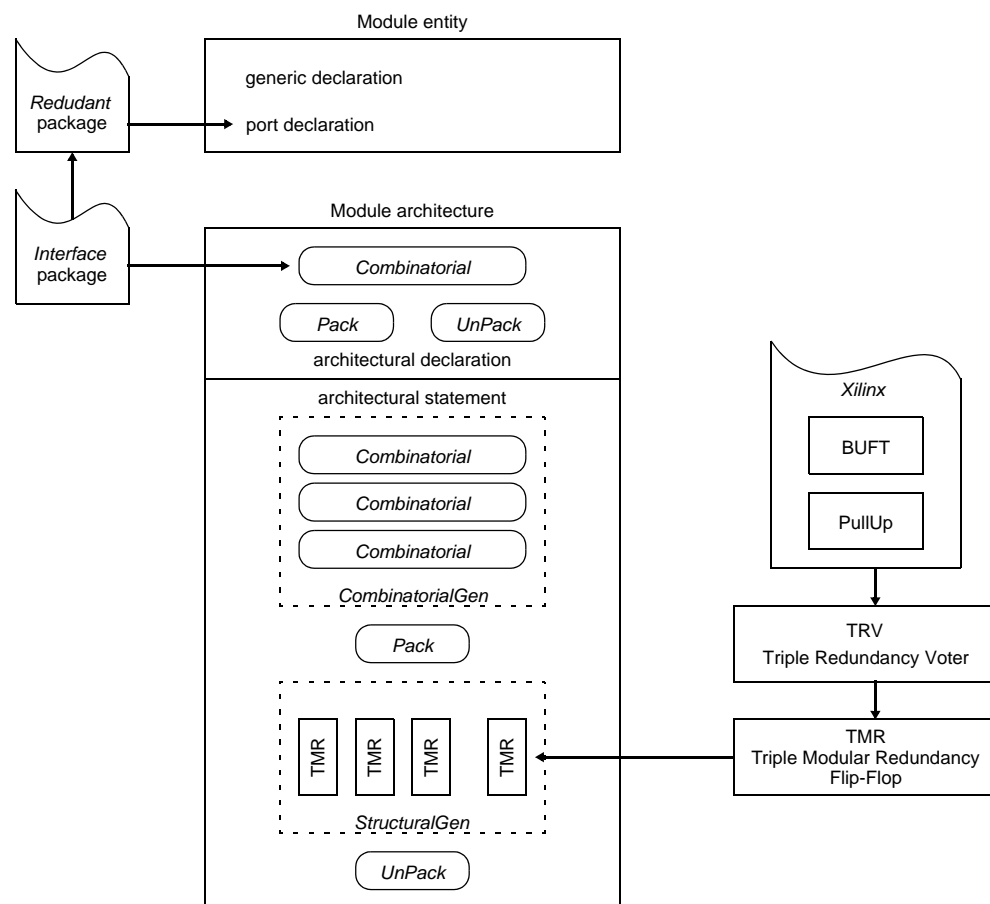 Module entity
Redudant
package
generic declaration
port declaration
Interface
package
Module architecture
Combinatorial
Pack
UnPack
architectural declaration
architectural statement
Combinatorial
Combinatorial
Combinatorial
CombinatorialGen
Pack
TMR
TMR
TMR
TMR
StructuralGen
UnPack
Xilinx
BUFT
PullUp
TRV
Triple Redundancy Voter
TMR
Triple Modular Redundancy
Flip-Flop